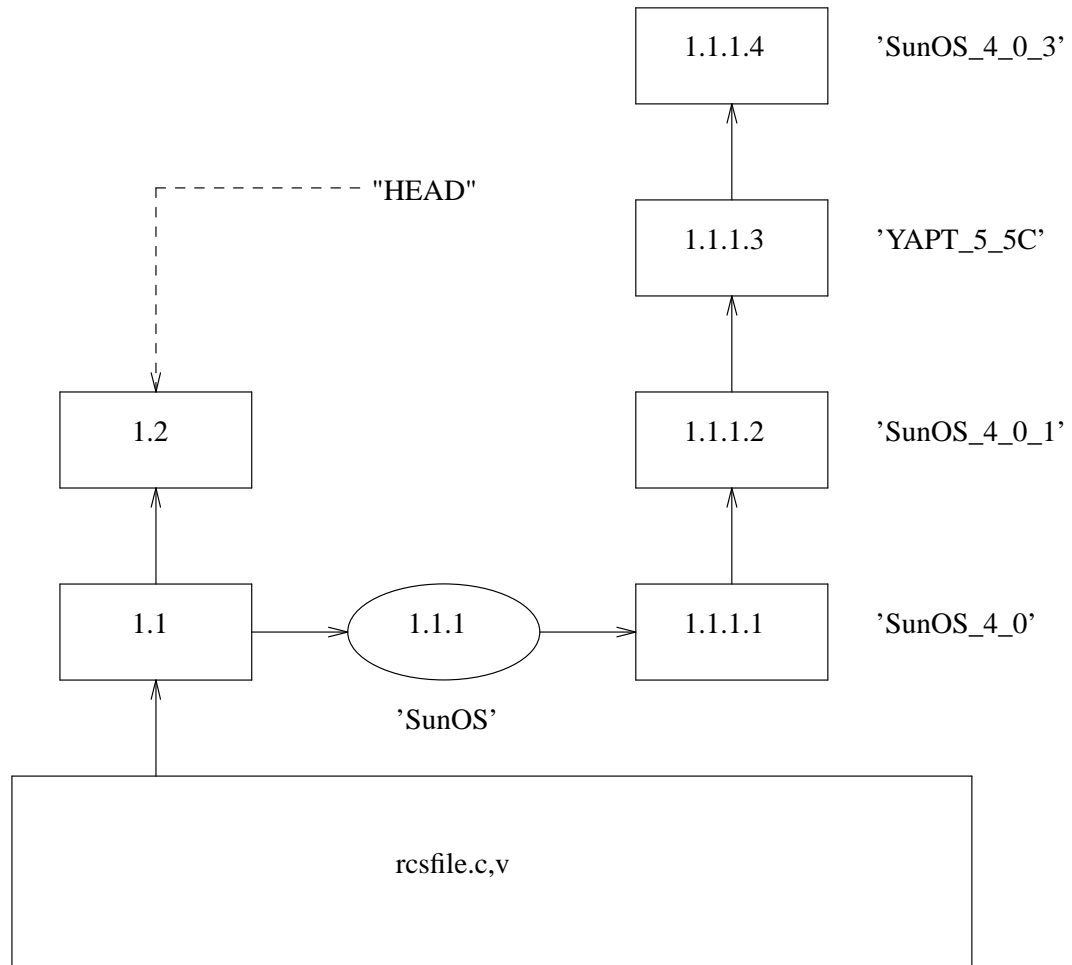 1.1.1.4 ’SunOS_4_0_3’
"HEAD"
1.1.1.3 ’YAPT_5_5C’
1.2
1.1.1.2 ’SunOS_4_0_1’
1.1
1.1.1
1.1.1.1 ’SunOS_4_0’
’SunOS’
rcsfile.c,v